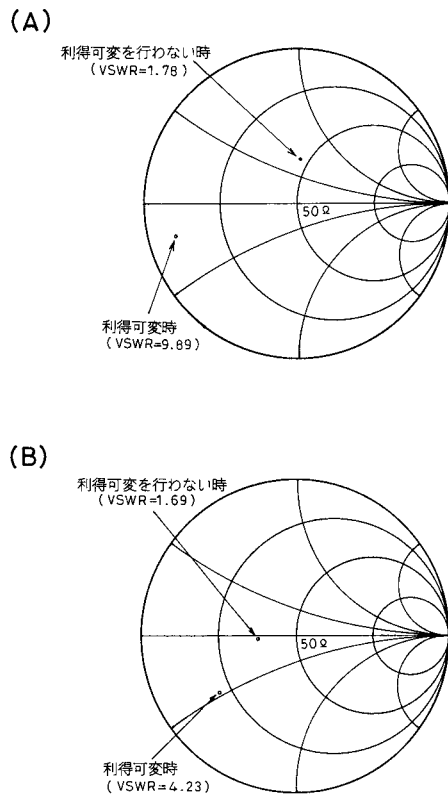 (A)
利得可変を行わない時
(VSWR=1.78)
50Ω
利得可変時
(VSWR=9.89)
(B)
利得可変を行わない時
(VSWR=1.69)
50Ω
利得可変時
(VSWR=4.23)